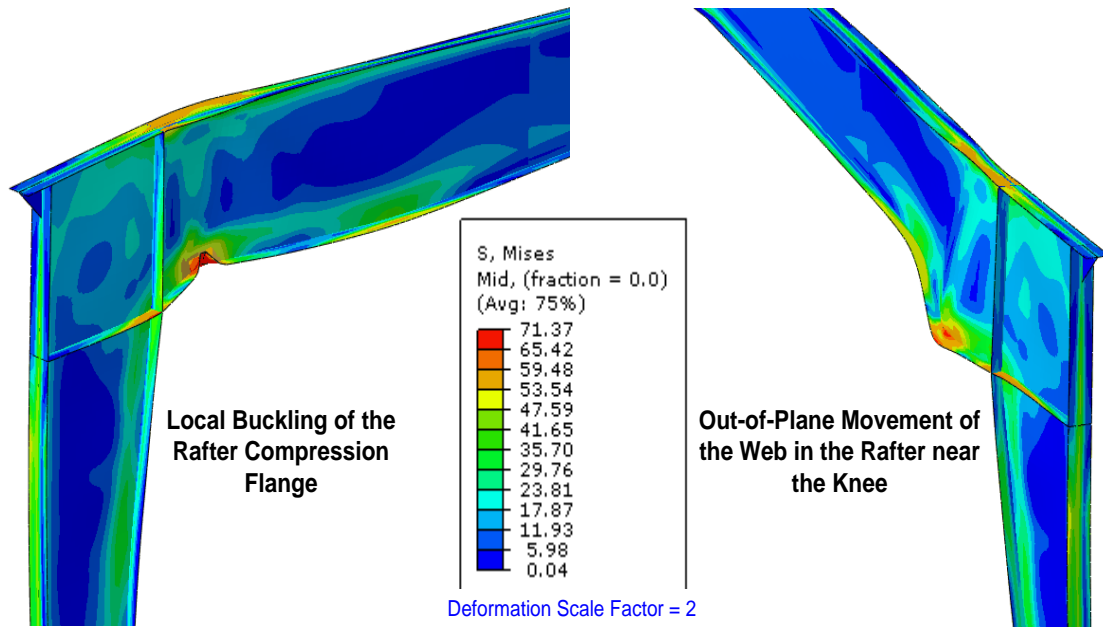 S, Mises
Mid, (fraction = 0.0)
(Avg: 75%)
71.37
65.42
59.48
53.54
47.59
41.65
35.70
29.76
23.81
17.87
11.93
5.98
0.04
Local Buckling of the
Rafter Compression
Flange
Out-of-Plane Movement of
the Web in the Rafter near
the Knee
Deformation Scale Factor = 2